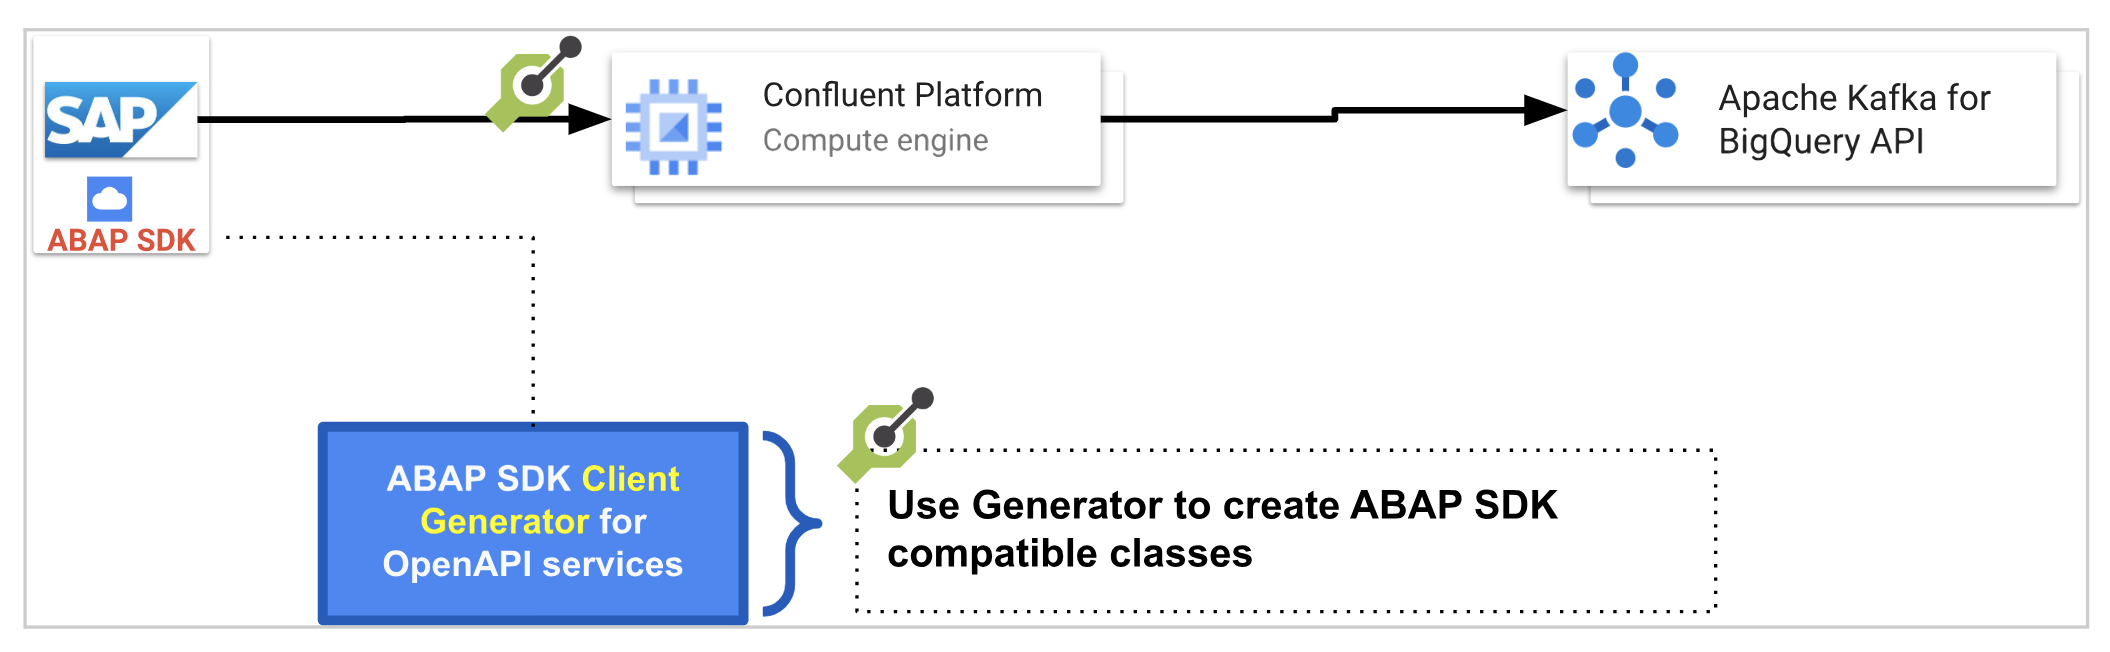 SAP
ABAP SDK
Confluent Platform
Compute engine
Apache Kafka for
BigQuery API
ABAP SDK Client
Generator for
OpenAPI services
Use Generator to create ABAP SDK
compatible classes